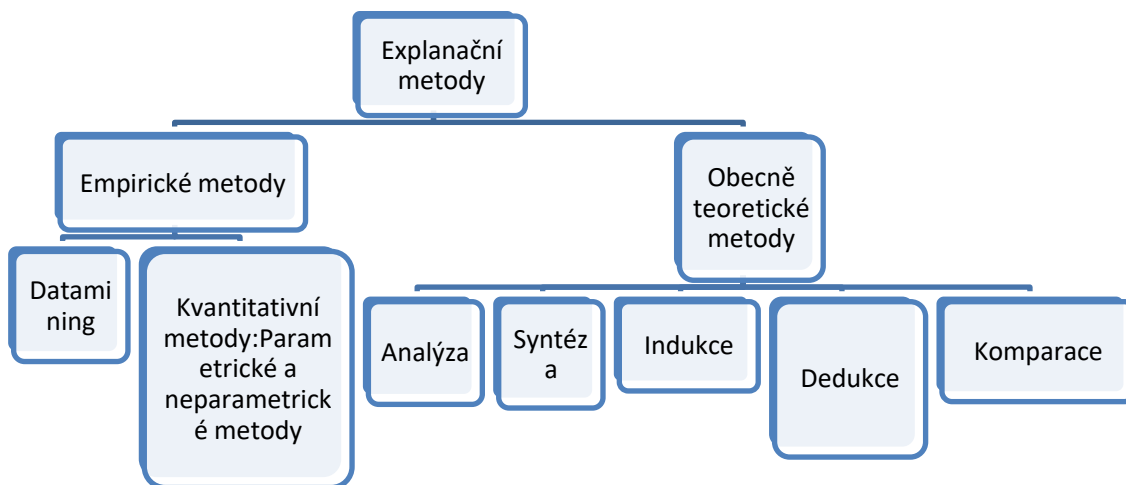 Explanační
metody
Empirické metody
Obecně
teoretické
metody
Datami
ning
Kvantitativní
metody:Param
etrické a
neparametrick
é metody
Analýza
Syntéz
a
Indukce
Dedukce
Komparace